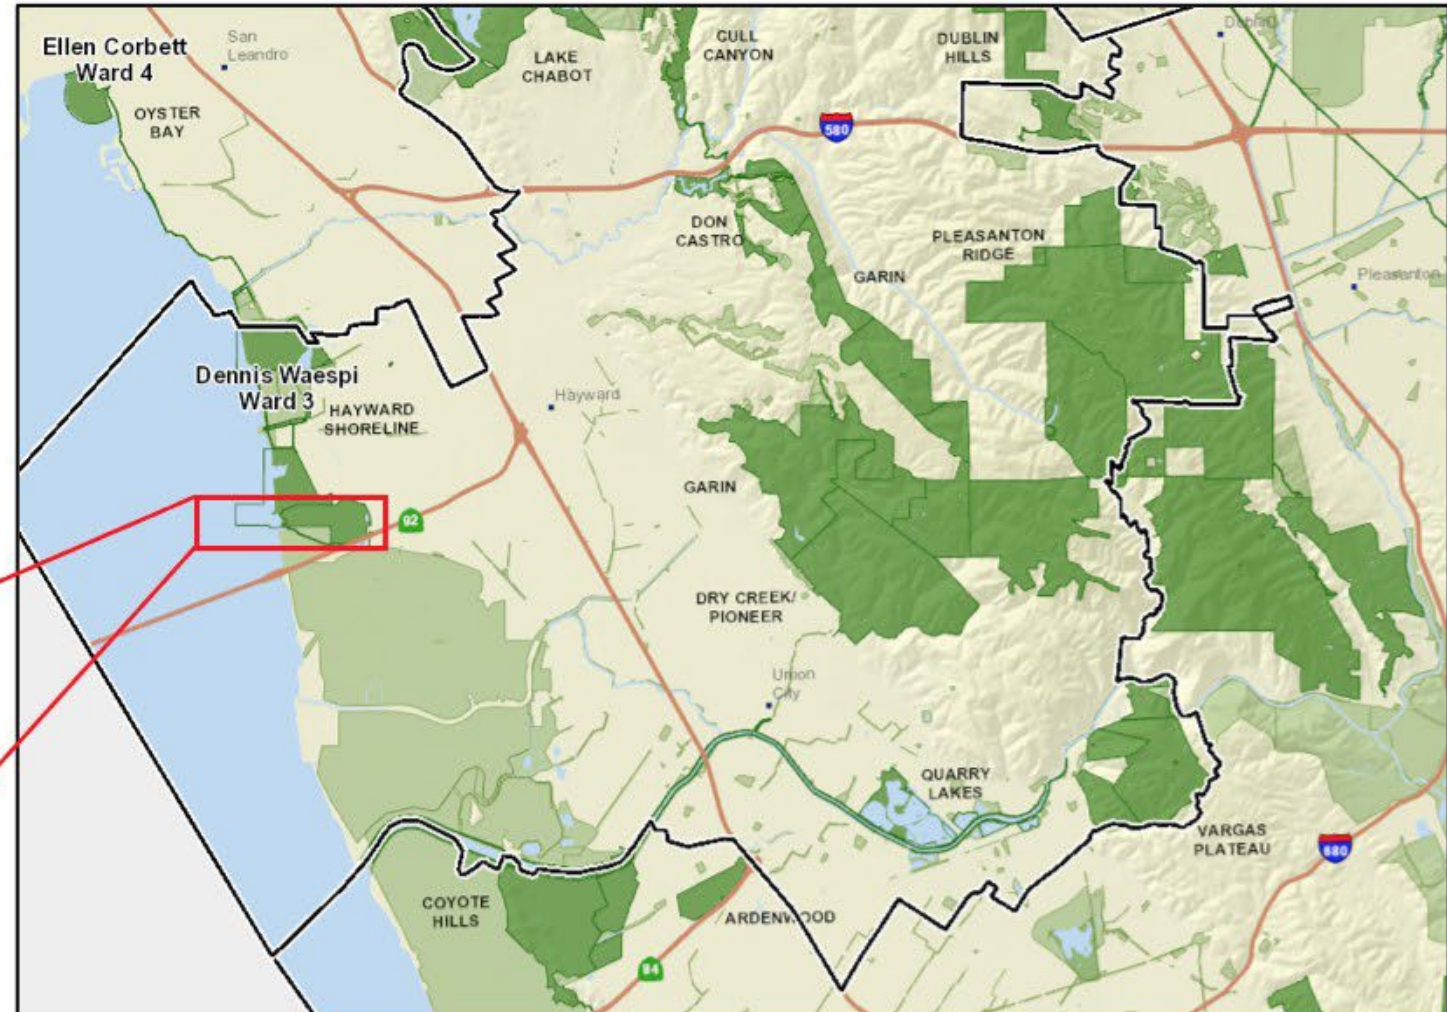 Ellen Corbett
Ward 4
San
Leandro
OYSTER
BAY
LAKE
CHABOT
CULL
CANYON
DUBLIN
HILLS
Dublin
580
DON
CASTRO
PLEASANTON
RIDGE
GARIN
Pleasanton
Dennis Waespi
Ward 3
HAYWARD
SHORELINE
Hayward
GARIN
92
DRY CREEK/
PIONEER
Union
City
QUARRY
LAKES
VARGAS
PLATEAU
680
COYOTE
HILLS
ARDENWOOD
84